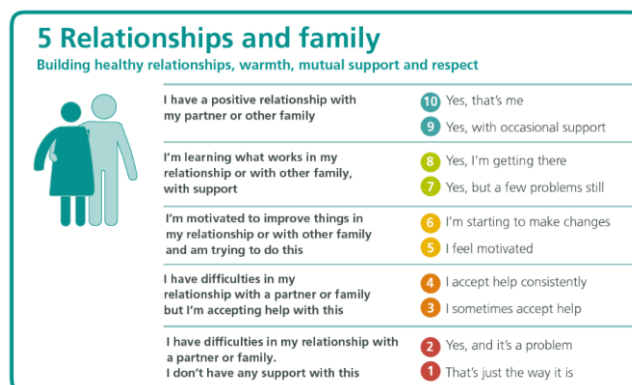 5 Relationships and family
Building healthy relationships, warmth, mutual support and respect
I have a positive relationship with
my partner or other family
10 Yes, that's me
9 Yes, with occasional support
I'm learning what works in my
relationship or with other family,
with support
8 Yes, I'm getting there
7 Yes, but a few problems still
I'm motivated to improve things in
my relationship or with other family
and am trying to do this
6 I'm starting to make changes
5 I feel motivated
I have difficulties in my
relationship with a partner or family
but I'm accepting help with this
4 I accept help consistently
3 I sometimes accept help
I have difficulties in my relationship with
a partner or family.
I don't have any support with this
2 Yes, and it's a problem
1 That's just the way it is